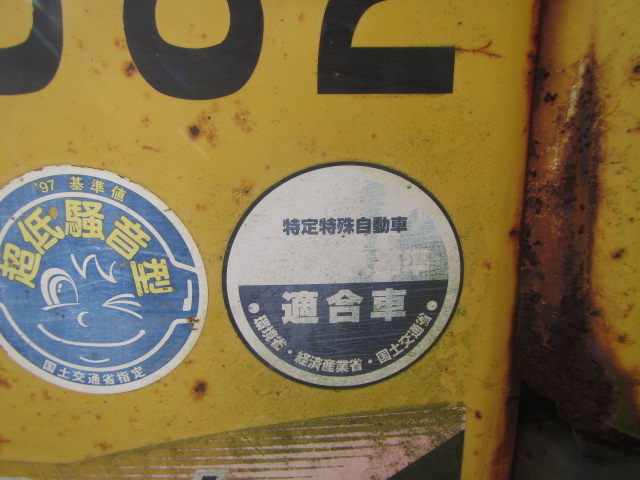 '97 基準値
超低騒音型
国土交通省指定
特定特殊自動車
適合車
・環境省・経済産業省・国土交通省・